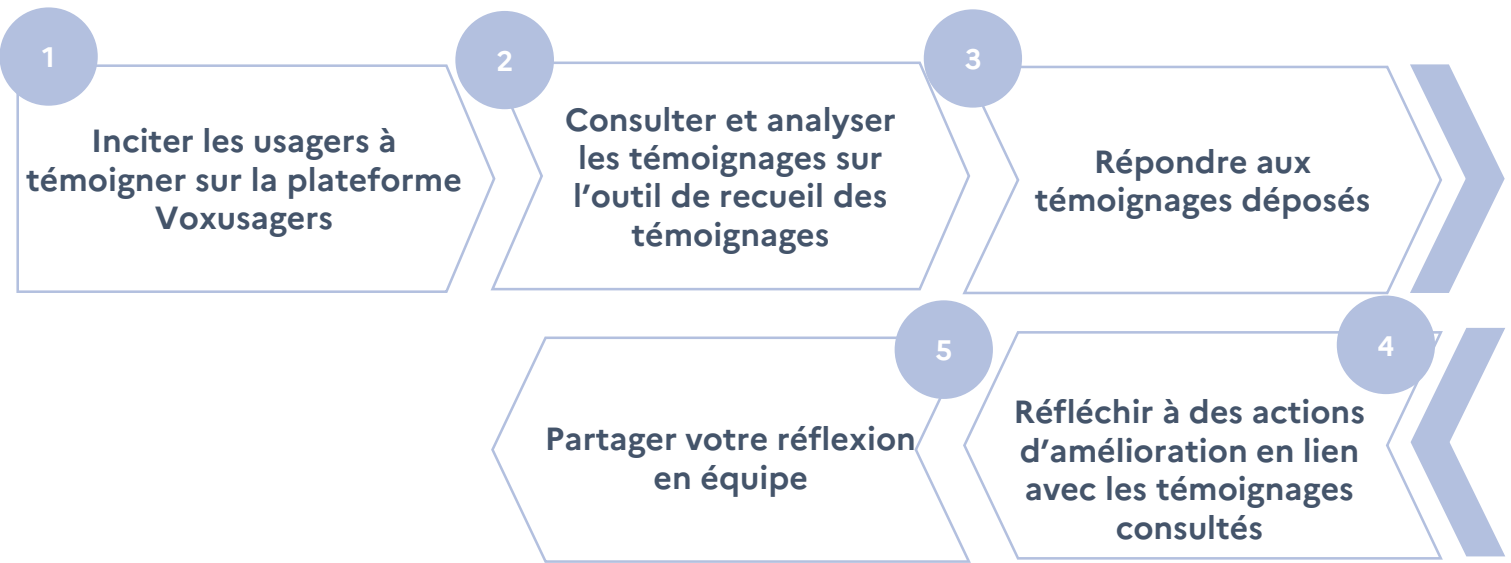 1
Inciter les usagers à
témoigner sur la plateforme
Voxusagers
2
Consulter et analyser
les témoignages sur
l’outil de recueil des
témoignages
3
Répondre aux
témoignages déposés
4
Réfléchir à des actions
d’amélioration en lien
avec les témoignages
consultés
5
Partager votre réflexion
en équipe